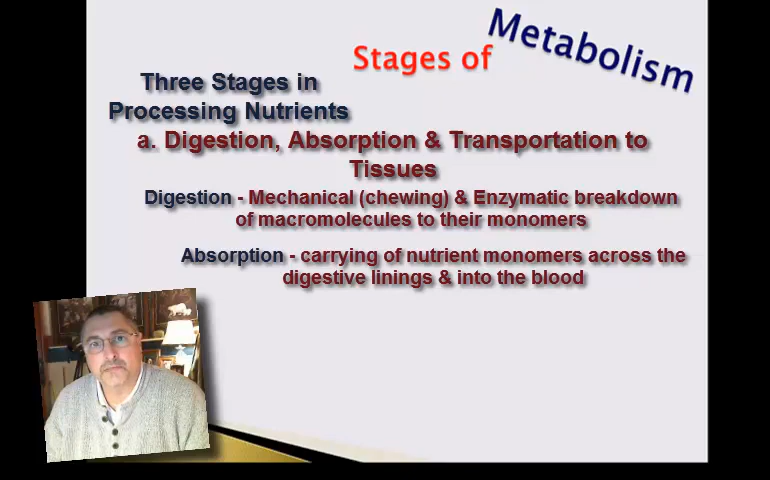 Stages of Metabolism
Three Stages in
Processing Nutrients
a. Digestion, Absorption & Transportation to
Tissues
Digestion - Mechanical (chewing) & Enzymatic breakdown
of macromolecules to their monomers
Absorption - carrying of nutrient monomers across the
digestive linings & into the blood